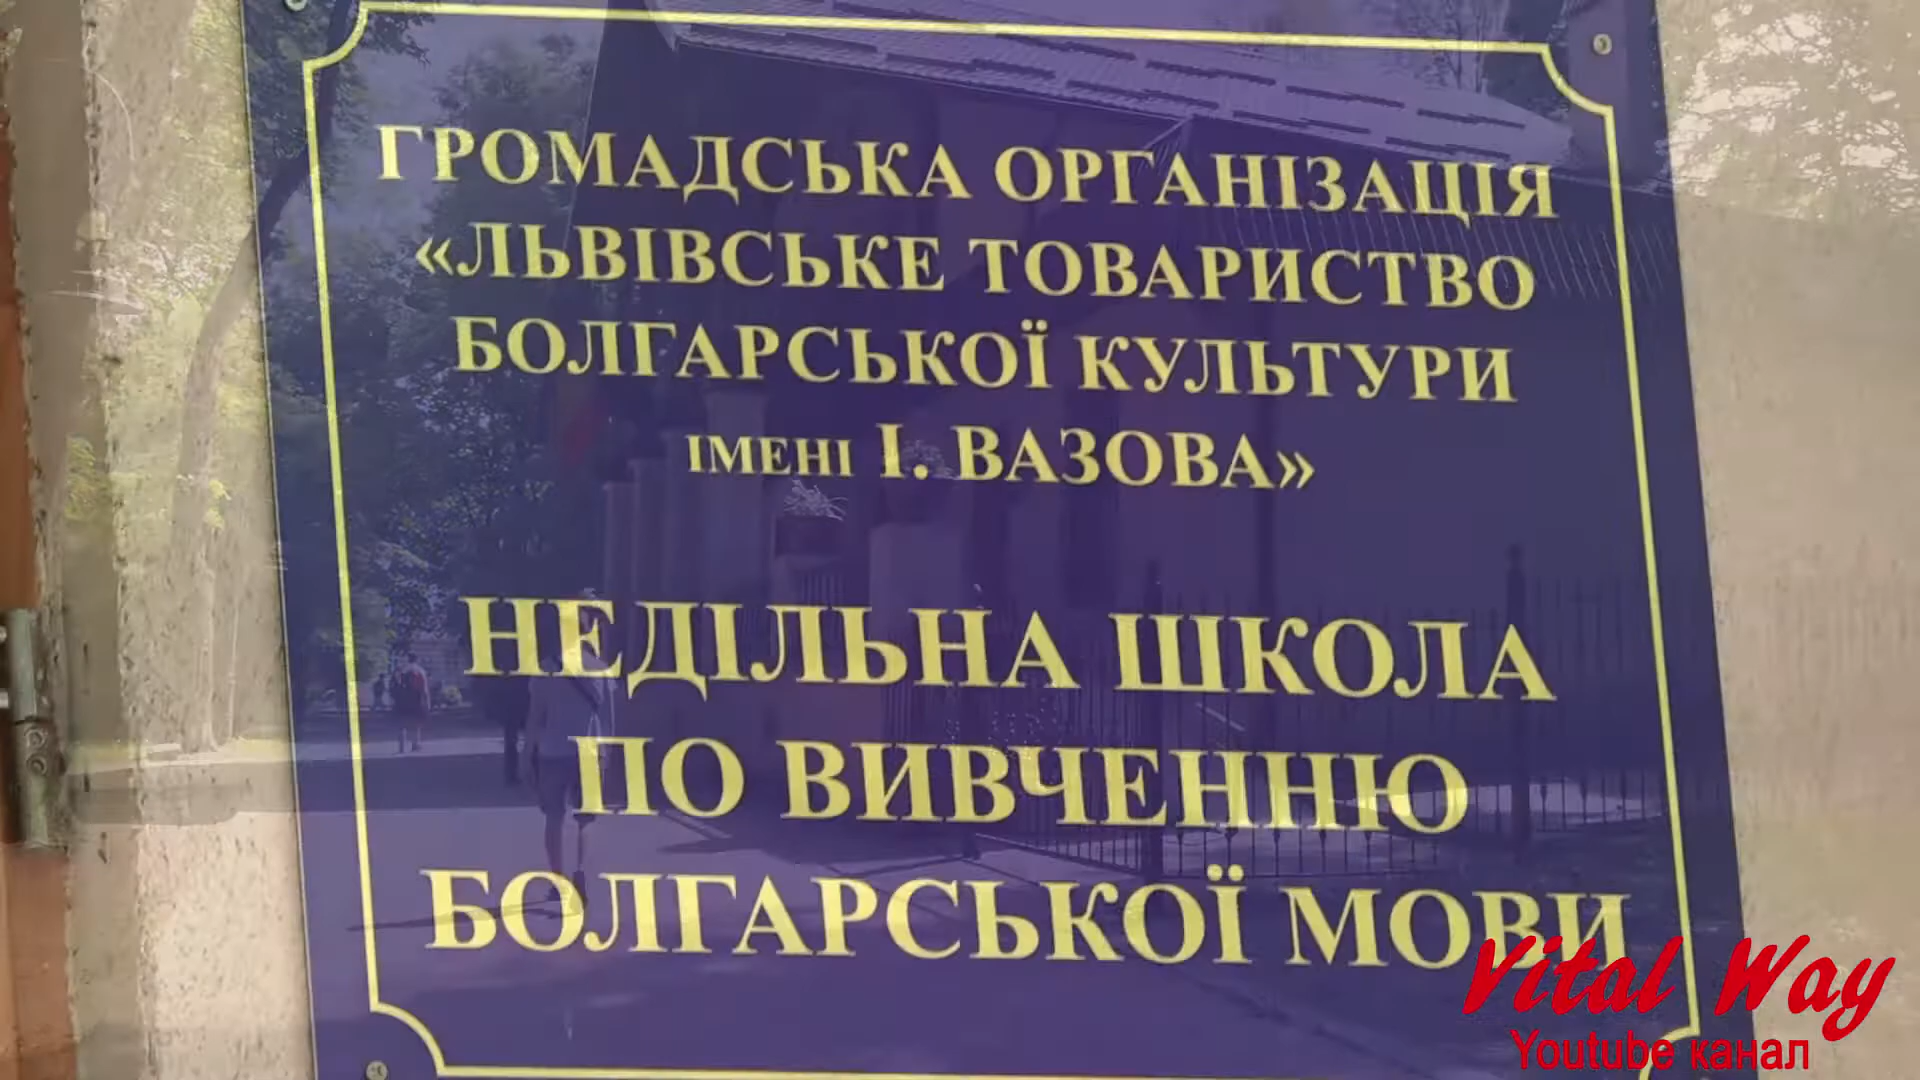 ГРОМАДСЬКА ОРГАНІЗАЦІЯ
«ЛЬВІВСЬКЕ ТОВАРИСТВО
БОЛГАРСЬКОЇ КУЛЬТУРИ
ІМЕНІ І. ВАЗОВА»
НЕДІЛЬНА ШКОЛА
ПО ВИВЧЕННЮ
БОЛГАРСЬКОЇ МОВИ
Vital Way
Youtube канал